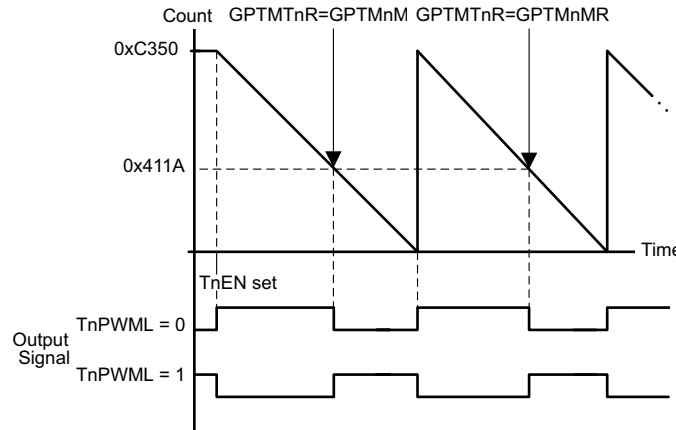 Count GPTMTnR=GPTMnM GPTMTnR=GPTMnMR
0xC350
0x411A
Time
TnEN set
TnPWML = 0
Output
Signal
TnPWML = 1